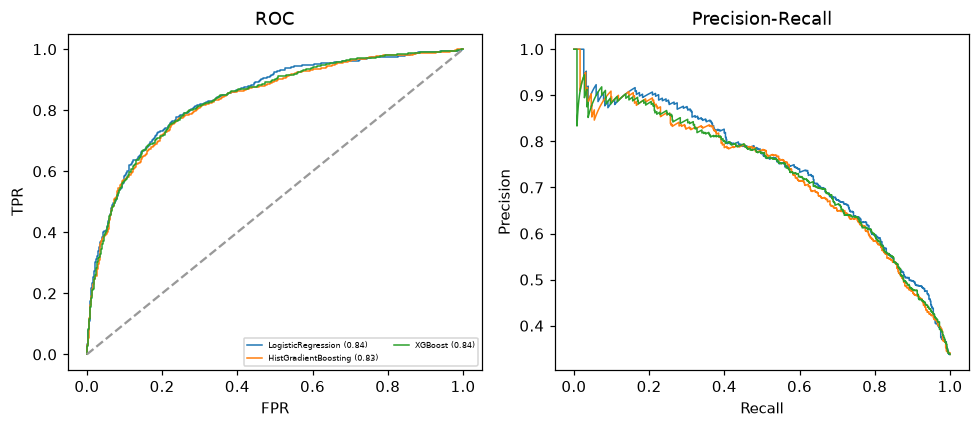 ROC
1.0
0.8
0.6
0.4
0.2
0.0
TPR
0.0 0.2 0.4 0.6 0.8 1.0
FPR
LogisticRegression (0.84)
HistGradientBoosting (0.83)
XGBoost (0.84)
Precision-Recall
1.0
0.9
0.8
0.7
0.6
0.5
0.4
Precision
0.0 0.2 0.4 0.6 0.8 1.0
Recall